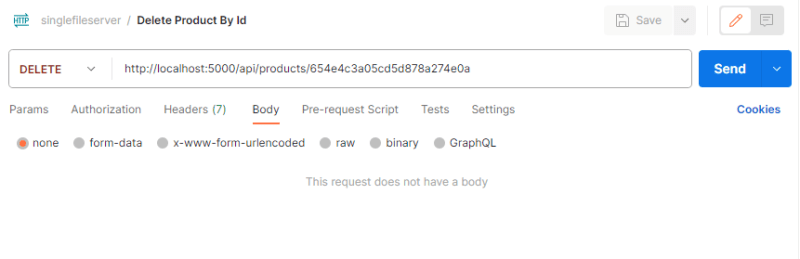 HTTP singlefileserver / Delete Product By Id Save
DELETE http://localhost:5000/api/products/654e4c3a05cd5d878a274e0a Send
Params Authorization Headers (7) Body Pre-request Script Tests Settings Cookies
none form-data x-www-form-urlencoded raw binary GraphQL
This request does not have a body